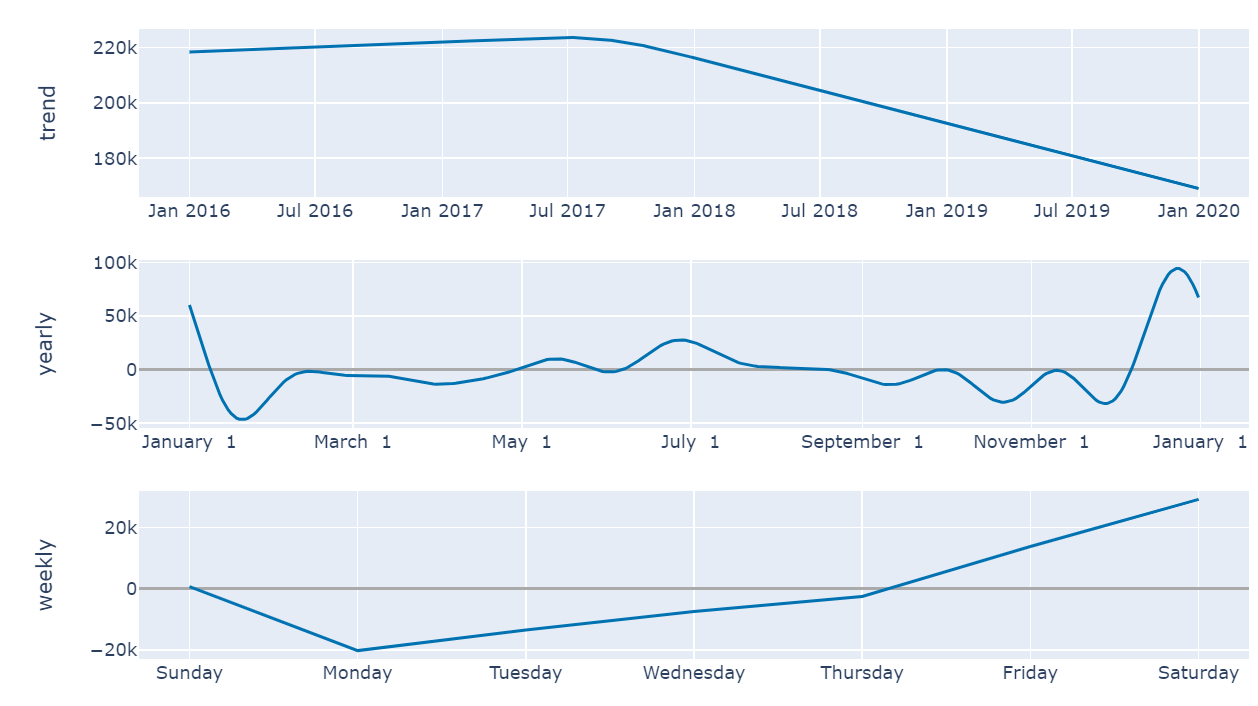 trend
220k
200k
180k
Jan 2016 Jul 2016 Jan 2017 Jul 2017 Jan 2018 Jul 2018 Jan 2019 Jul 2019 Jan 2020
yearly
100k
50k
0
−50k
January 1 March 1 May 1 July 1 September 1 November 1 January 1
weekly
20k
0
−20k
Sunday Monday Tuesday Wednesday Thursday Friday Saturday